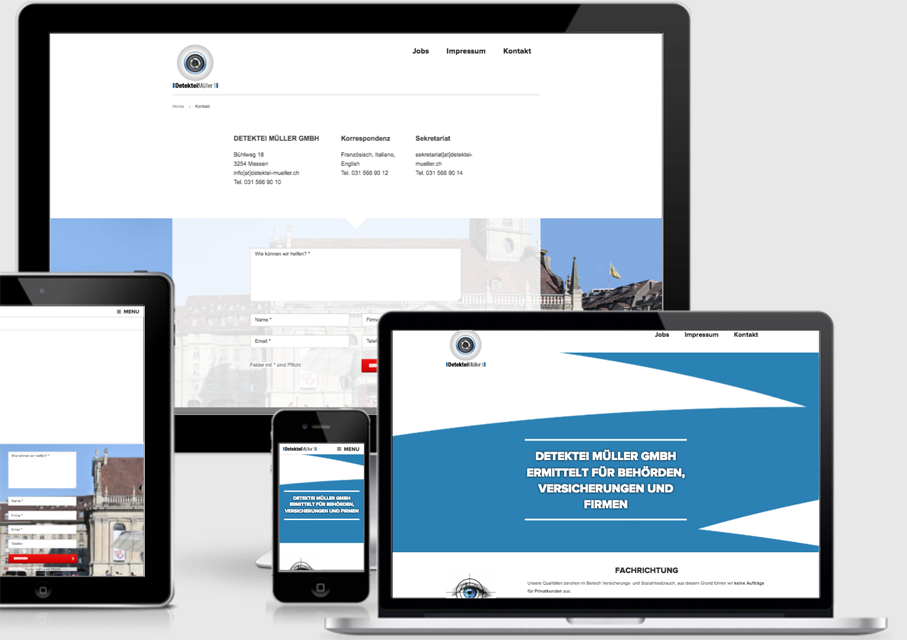 Jobs Impressum Kontakt
DetekteiMüller
Home > Kontakt
DETEKTEI MÜLLER GMBH
Bühlweg 18
3254 Messen
info[at]detektei-mueller.ch
Tel. 031 566 90 10
Korrespondenz
Französisch, Italiano,
English
Tel. 031 566 90 12
Sekretariat
sekretariat[at]detektei-
mueller.ch
Tel. 031 566 90 14
Wie können wir helfen? *
Name *
Firma
Email *
Telef
Felder mit * sind Pflicht
MENU
Wie können wir helfen? *
Name *
Firma *
Email *
Telefon
DetekteiMüller
MENU
DETEKTEI MÜLLER GMBH
ERMITTELT FÜR BEHÖRDEN,
VERSICHERUNGEN UND FIRMEN
Jobs Impressum Kontakt
DetekteiMüller
DETEKTEI MÜLLER GMBH
ERMITTELT FÜR BEHÖRDEN,
VERSICHERUNGEN UND
FIRMEN
FACHRICHTUNG
Unsere Qualitäten beruhen im Bereich Versicherungs- und Sozialmissbrauch, aus diesem Grund führen wir keine Aufträge
für Privatkunden aus.